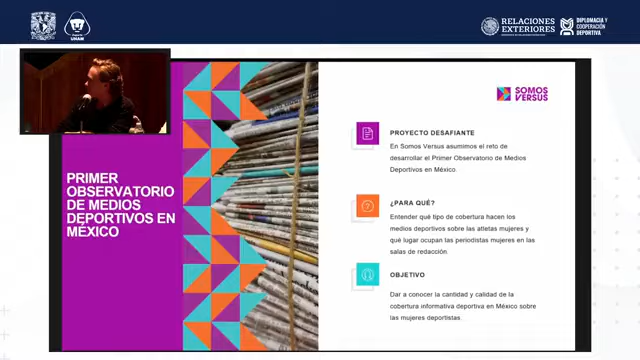 UNAM
RELACIONES
EXTERIORES
DIPLOMACIA Y
COOPERACIÓN
DEPORTIVA
SOMOS
VERSUS
PRIMER
OBSERVATORIO
DE MEDIOS
DEPORTIVOS EN
MÉXICO
PROYECTO DESAFIANTE
En Somos Versus asumimos el reto de
desarrollar el Primer Observatorio de Medios
Deportivos en México.
¿PARA QUÉ?
Entender qué tipo de cobertura hacen los
medios deportivos sobre las atletas mujeres y
qué lugar ocupan las periodistas mujeres en las
salas de redacción.
OBJETIVO
Dar a conocer la cantidad y calidad de la
cobertura informativa deportiva en México sobre
las mujeres deportistas.